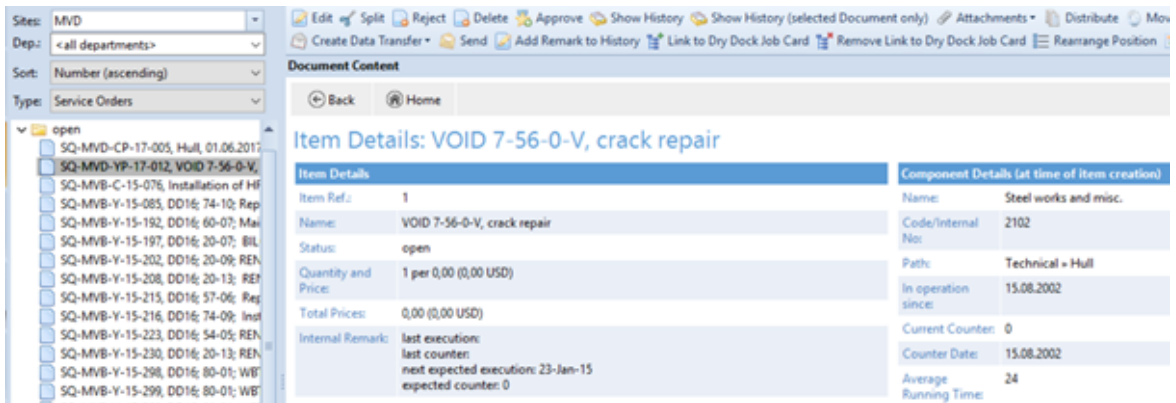 Sites: MVD
Dep.: <all departments>
Sort: Number (ascending)
Type: Service Orders
open
SQ-MVD-CP-17-005, Hull, 01.06.2017
SQ-MVD-YP-17-012, VOID 7-56-0-V,
SQ-MVB-C-15-076, Installation of HF
SQ-MVB-Y-15-085, DD16; 74-10; Rep
SQ-MVB-Y-15-192, DD16; 60-07; Mai
SQ-MVB-Y-15-197, DD16; 20-07; BIL
SQ-MVB-Y-15-202, DD16; 20-09; REN
SQ-MVB-Y-15-208, DD16; 20-13; REN
SQ-MVB-Y-15-215, DD16; 57-06; Rep
SQ-MVB-Y-15-216, DD16; 74-09; Inst
SQ-MVB-Y-15-223, DD16; 54-05; REN
SQ-MVB-Y-15-230, DD16; 20-13; REN
SQ-MVB-Y-15-298, DD16; 80-01; WBT
SQ-MVB-Y-15-299, DD16; 80-01; WBT
Edit Split Reject Delete Approve Show History Show History (selected Document only) Attachments Distribute Mov
Create Data Transfer Send Add Remark to History Link to Dry Dock Job Card Remove Link to Dry Dock Job Card Rearrange Position
Document Content
Back Home
Item Details: VOID 7-56-0-V, crack repair
Item Details
Item Ref.: 1
Name: VOID 7-56-0-V, crack repair
Status: open
Quantity and Price: 1 per 0,00 (0,00 USD)
Total Prices: 0,00 (0,00 USD)
Internal Remark: last execution:
last counter:
next expected execution: 23-Jan-15
expected counter: 0
Component Details (at time of item creation)
Name: Steel works and misc.
Code/Internal No: 2102
Path: Technical » Hull
In operation since: 15.08.2002
Current Counter: 0
Counter Date: 15.08.2002
Average Running Time: 24